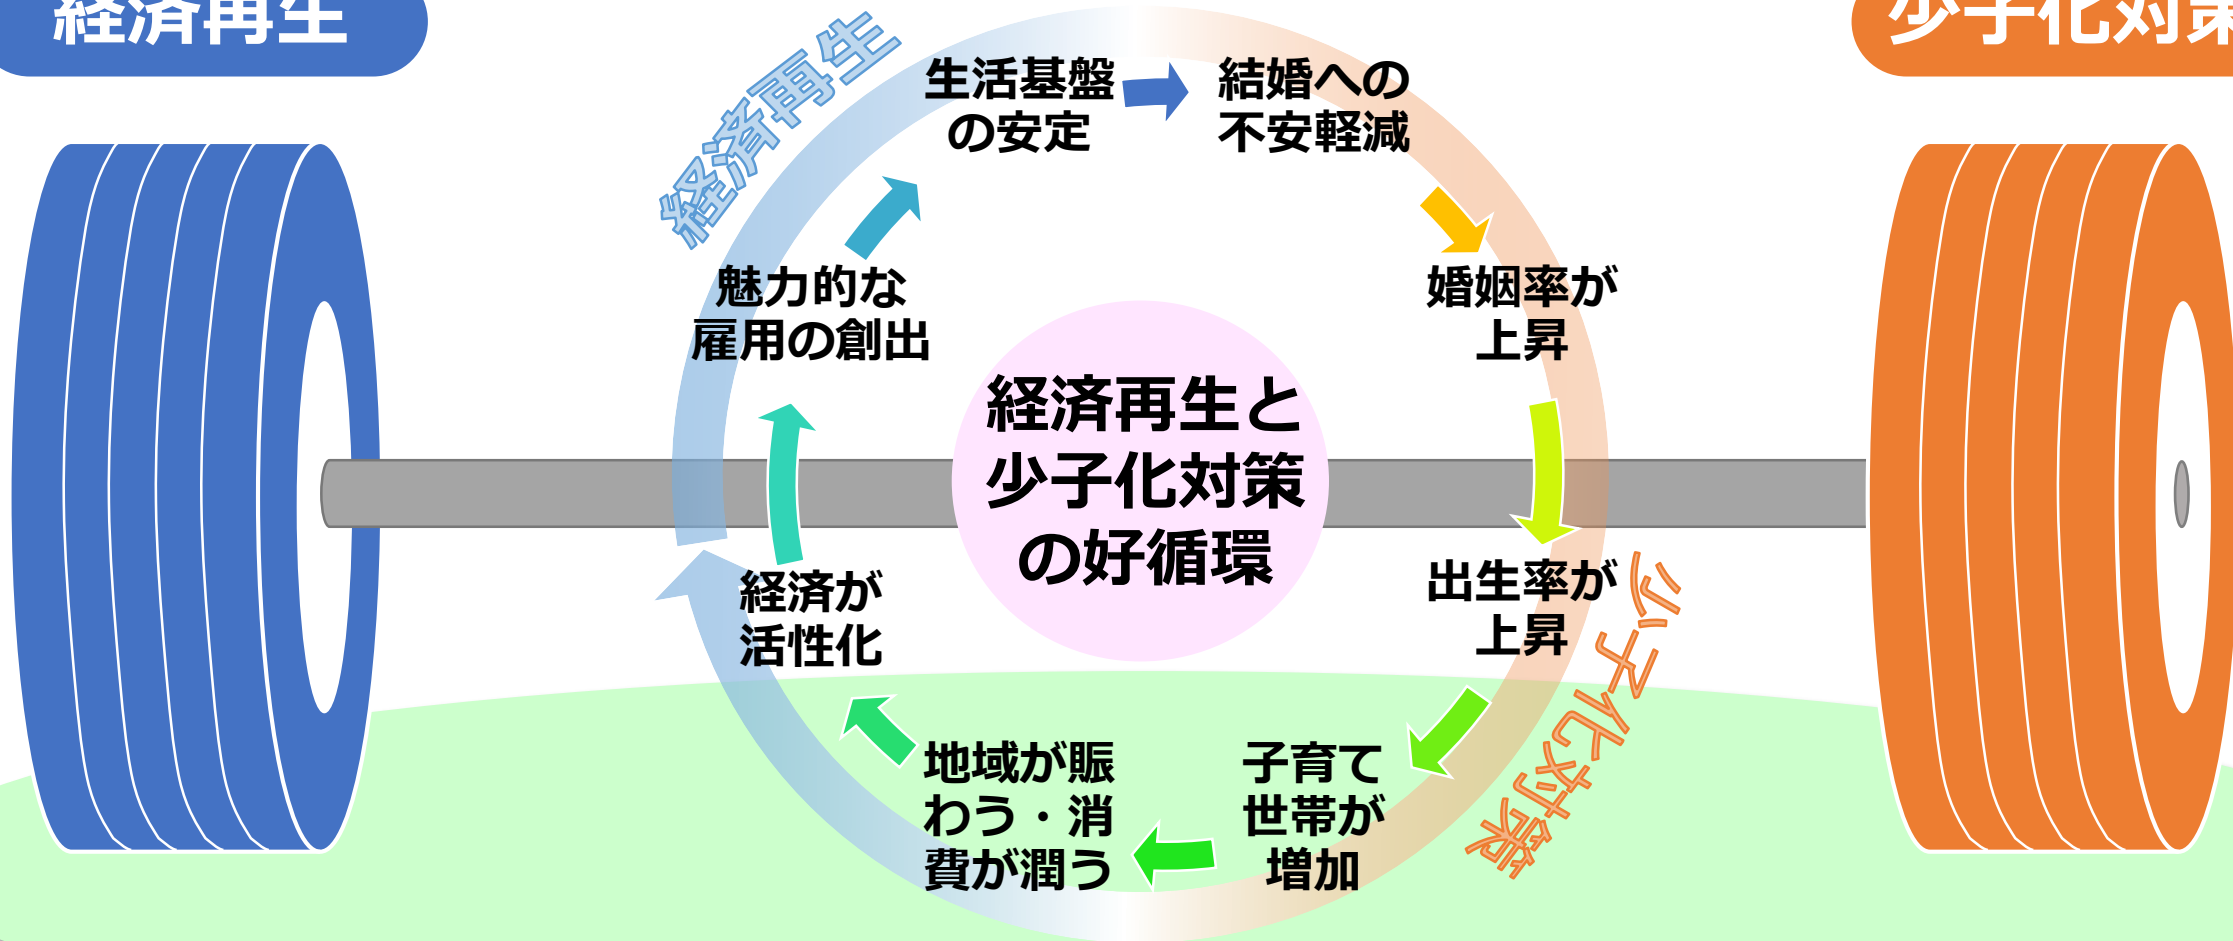 経済再生
少子化対策
経済再生
生活基盤
の安定
結婚への
不安軽減
婚姻率が
上昇
出生率が
上昇
子育て
世帯が
増加
地域が賑
わう・消
費が潤う
経済が
活性化
魅力的な
雇用の創出
経済再生と
少子化対策
の好循環
少子化対策